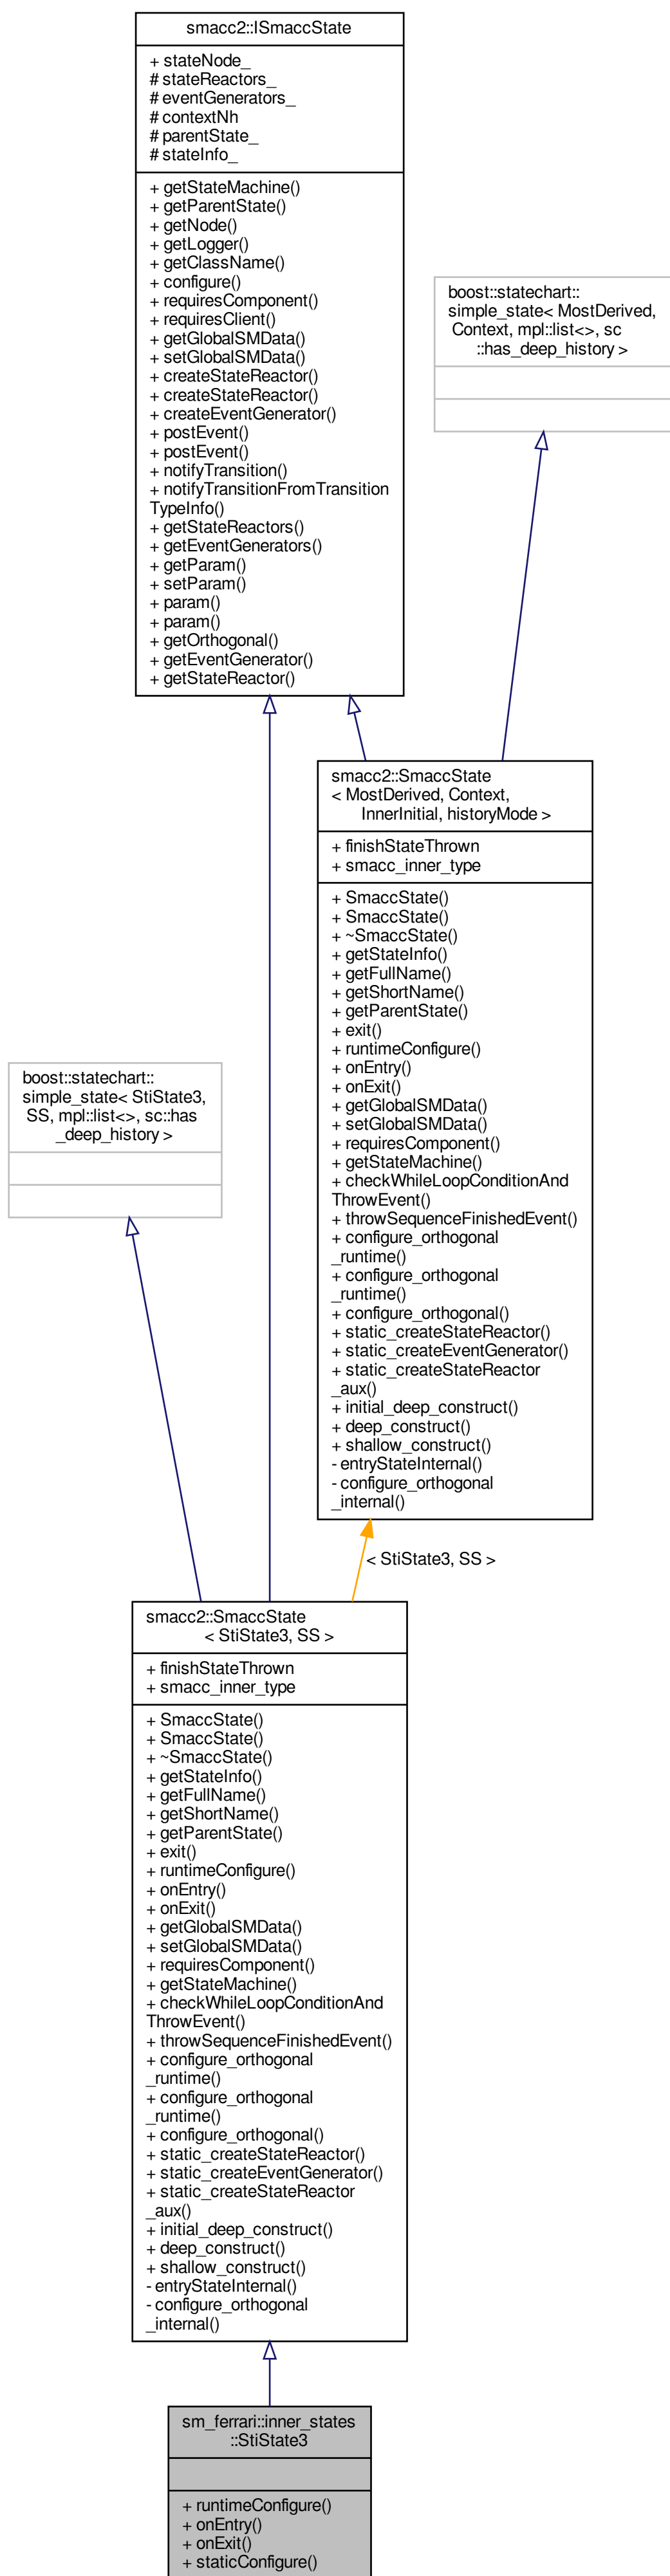 smacc2::ISmaccState
+ stateNode_
# stateReactors_
# eventGenerators_
# contextNh
# parentState_
# stateInfo_
+ getStateMachine()
+ getParentState()
+ getNode()
+ getLogger()
+ getClassName()
+ configure()
+ requiresComponent()
+ requiresClient()
+ getGlobalSMData()
+ setGlobalSMData()
+ createStateReactor()
+ createStateReactor()
+ createEventGenerator()
+ postEvent()
+ postEvent()
+ notifyTransition()
+ notifyTransitionFromTransition
TypeInfo()
+ getStateReactors()
+ getEventGenerators()
+ getParam()
+ setParam()
+ param()
+ param()
+ getOrthogonal()
+ getEventGenerator()
+ getStateReactor()
boost::statechart::
simple_state< MostDerived,
Context, mpl::list<>, sc
::has_deep_history >
smacc2::SmaccState
< MostDerived, Context,
InnerInitial, historyMode >
+ finishStateThrown
+ smacc_inner_type
+ SmaccState()
+ SmaccState()
+ ~SmaccState()
+ getStateInfo()
+ getFullName()
+ getShortName()
+ getParentState()
+ exit()
+ runtimeConfigure()
+ onEntry()
+ onExit()
+ getGlobalSMData()
+ setGlobalSMData()
+ requiresComponent()
+ getStateMachine()
+ checkWhileLoopConditionAnd
ThrowEvent()
+ throwSequenceFinishedEvent()
+ configure_orthogonal
_runtime()
+ configure_orthogonal
_runtime()
+ configure_orthogonal()
+ static_createStateReactor()
+ static_createEventGenerator()
+ static_createStateReactor
_aux()
+ initial_deep_construct()
+ deep_construct()
+ shallow_construct()
- entryStateInternal()
- configure_orthogonal
_internal()
boost::statechart::
simple_state< StiState3,
SS, mpl::list<>, sc::has
_deep_history >
< StiState3, SS >
smacc2::SmaccState
< StiState3, SS >
+ finishStateThrown
+ smacc_inner_type
+ SmaccState()
+ SmaccState()
+ ~SmaccState()
+ getStateInfo()
+ getFullName()
+ getShortName()
+ getParentState()
+ exit()
+ runtimeConfigure()
+ onEntry()
+ onExit()
+ getGlobalSMData()
+ setGlobalSMData()
+ requiresComponent()
+ getStateMachine()
+ checkWhileLoopConditionAnd
ThrowEvent()
+ throwSequenceFinishedEvent()
+ configure_orthogonal
_runtime()
+ configure_orthogonal
_runtime()
+ configure_orthogonal()
+ static_createStateReactor()
+ static_createEventGenerator()
+ static_createStateReactor
_aux()
+ initial_deep_construct()
+ deep_construct()
+ shallow_construct()
- entryStateInternal()
- configure_orthogonal
_internal()
sm_ferrari::inner_states
::StiState3
+ runtimeConfigure()
+ onEntry()
+ onExit()
+ staticConfigure()